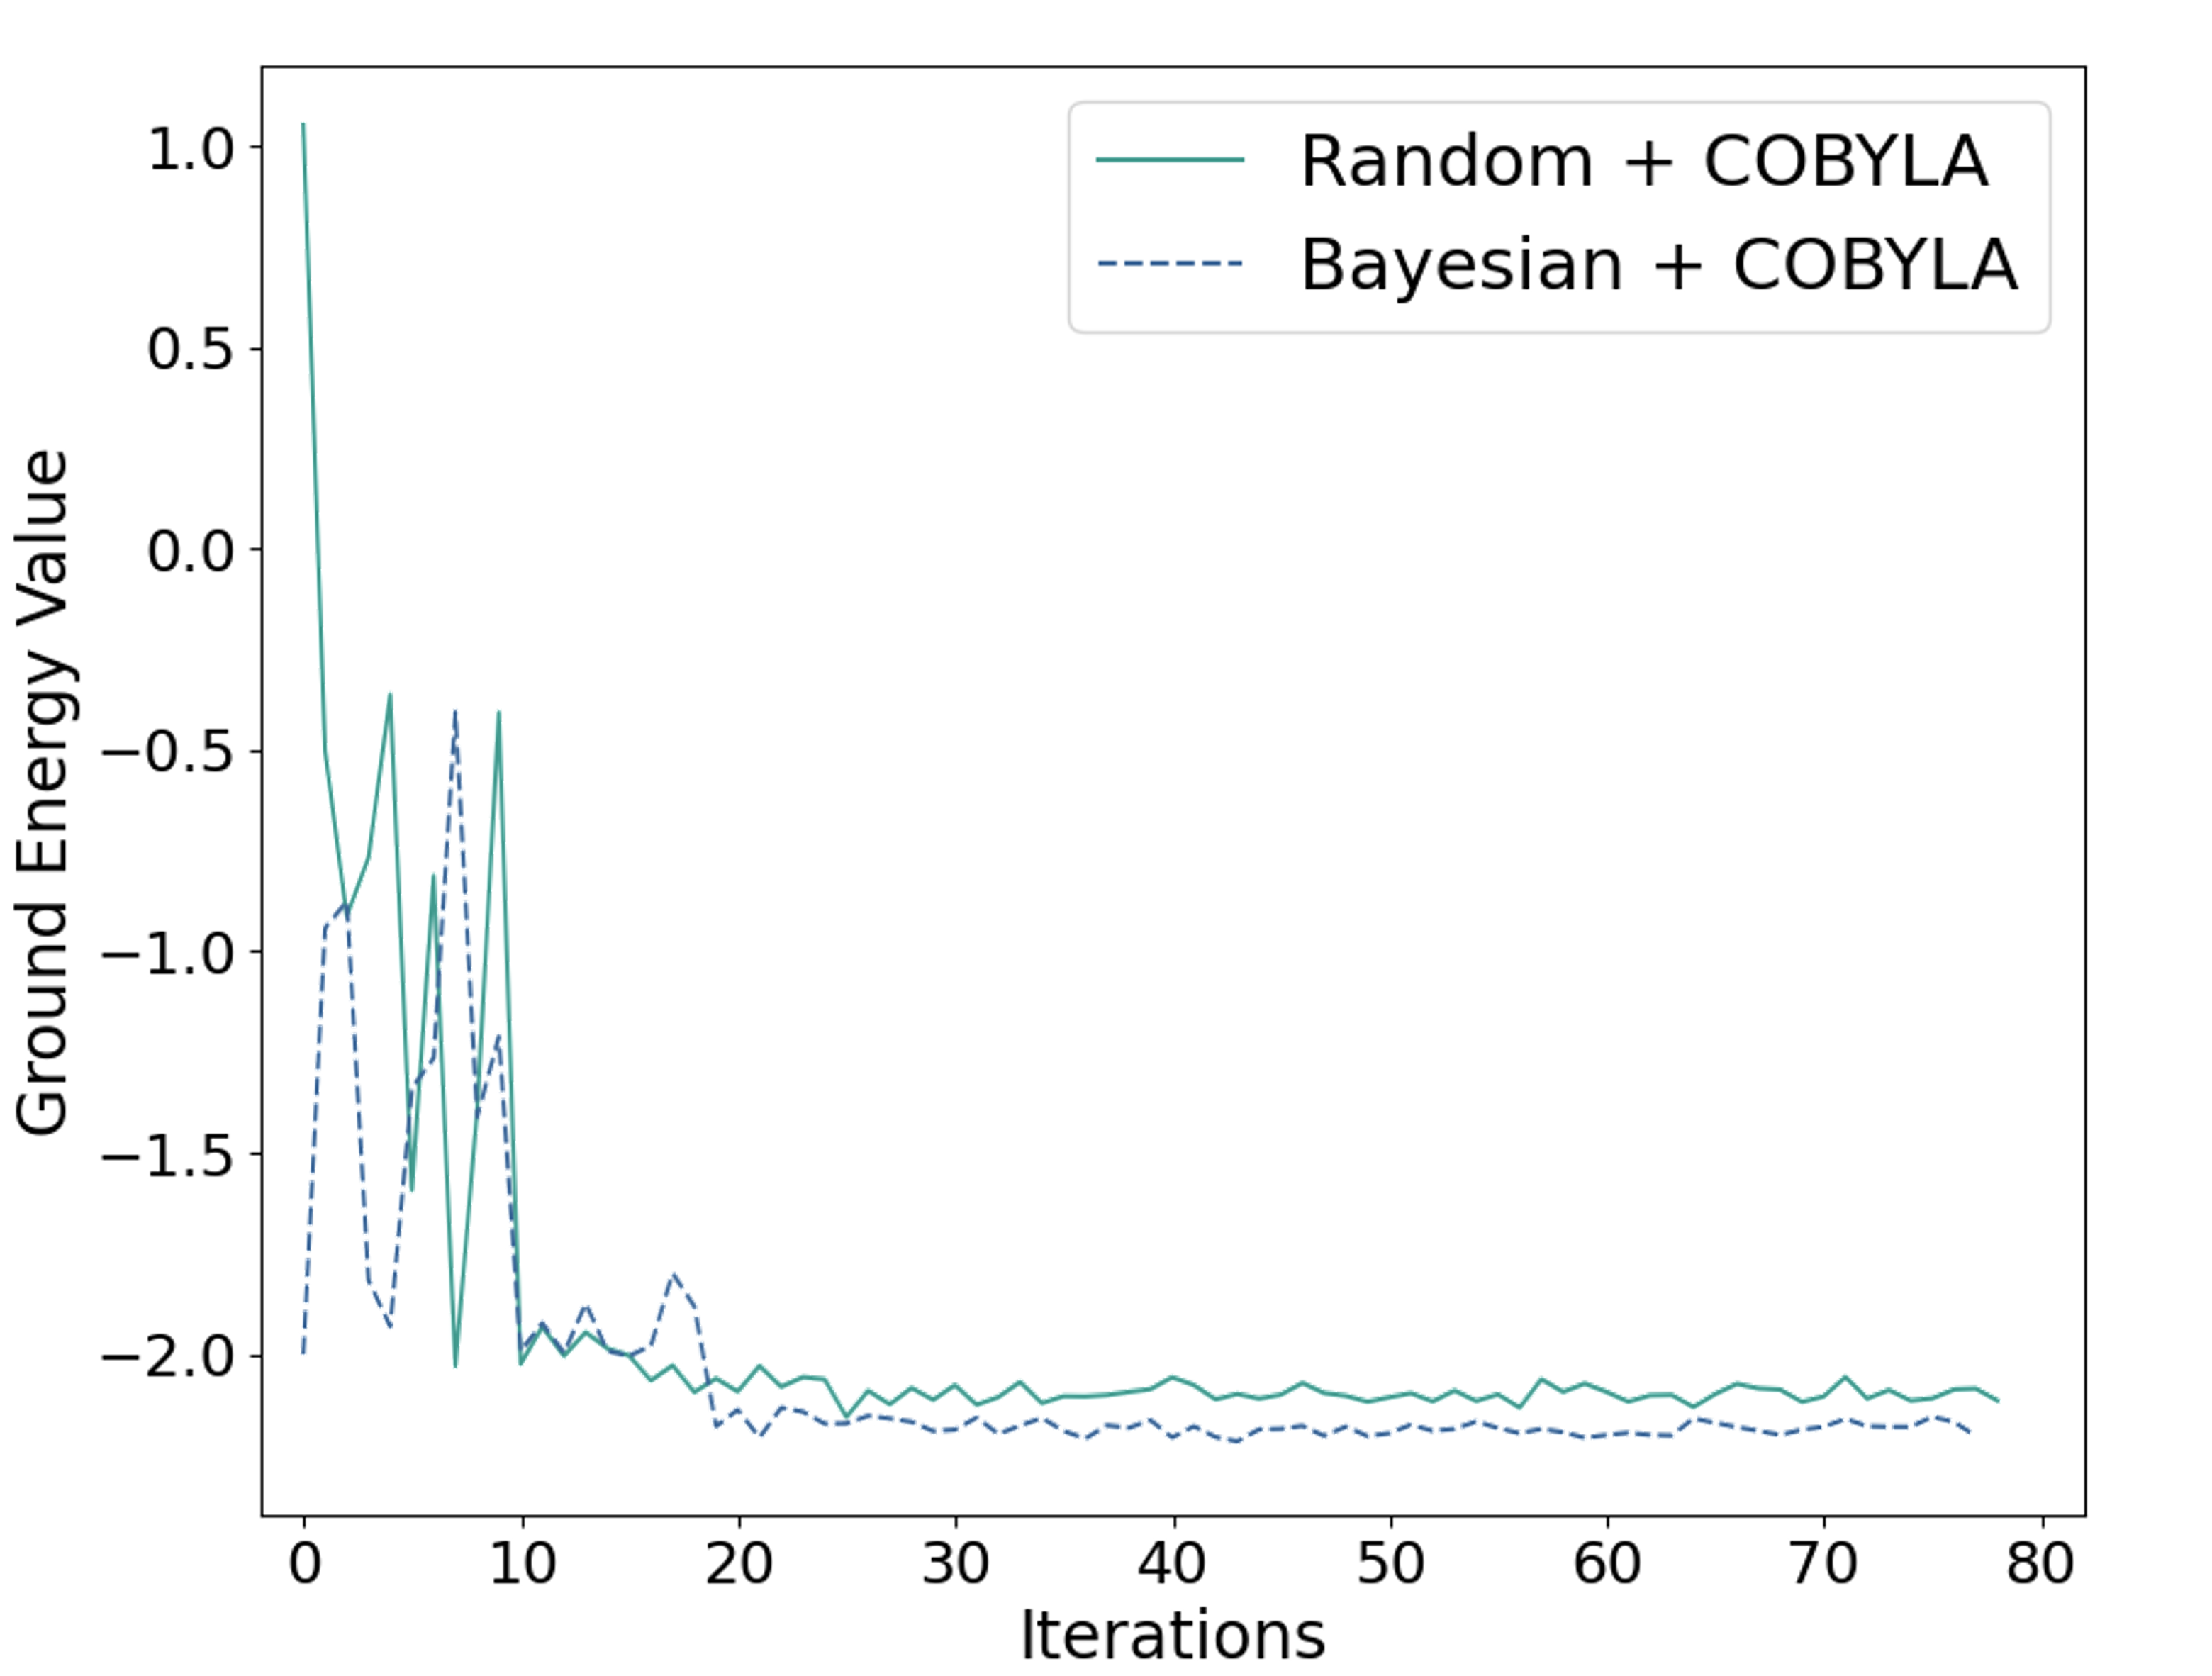 Random + COBYLA
Bayesian + COBYLA
1.0
0.5
0.0
−0.5
−1.0
−1.5
−2.0
Ground Energy Value
0 10 20 30 40 50 60 70 80
Iterations